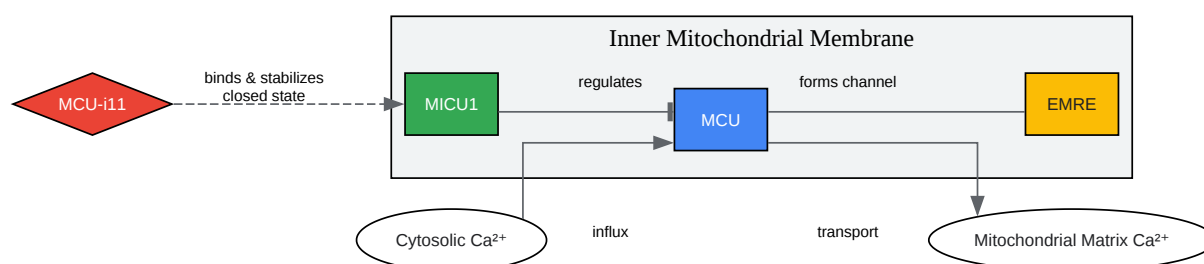 Inner Mitochondrial Membrane
MCU-i11
binds & stabilizes
closed state
MICU1
regulates
MCU
forms channel
EMRE
Cytosolic Ca²⁺
influx
transport
Mitochondrial Matrix Ca²⁺